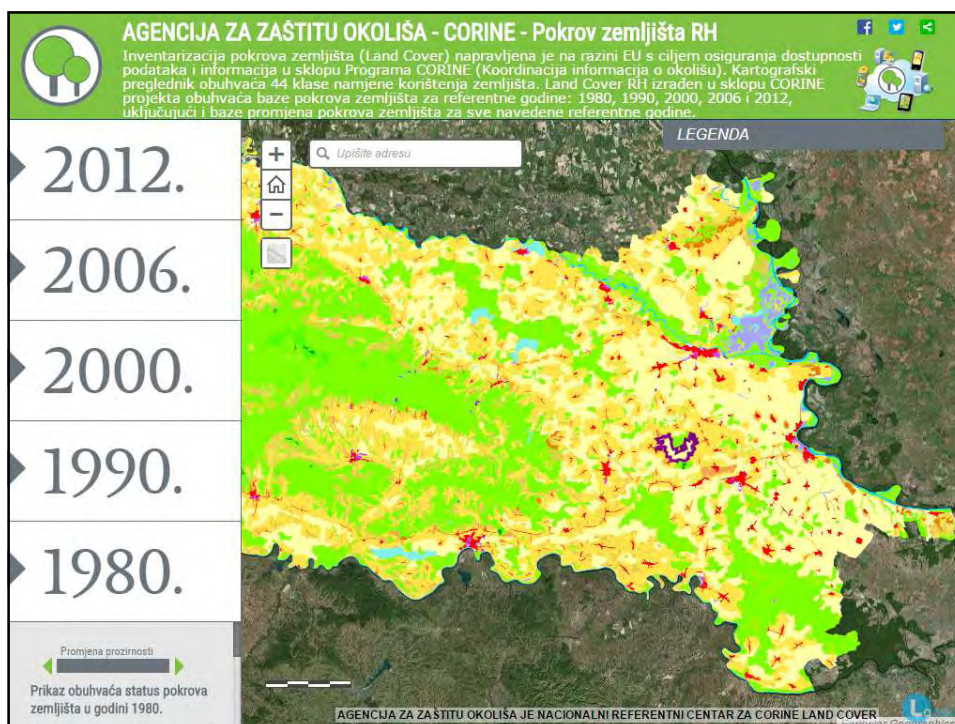 AGENCIJA ZA ZAŠTITU OKOLIŠA - CORINE - Pokrov zemljišta RH
Inventarizacija pokrova zemljišta (Land Cover) napravljena je na razini EU s ciljem osiguranja dostupnosti
podataka i informacija u sklopu Programa CORINE (Koordinacija informacija o okolišu). Kartografski
preglednik obuhvaća 44 klase namjene korištenja zemljišta. Land Cover RH izrađen u sklopu CORINE
projekta obuhvaća baze pokrova zemljišta za referentne godine: 1980, 1990, 2000, 2006 i 2012,
uključujući i baze promjena pokrova zemljišta za sve navedene referentne godine.
LEGENDA
Upišite adresu
2012.
2006.
2000.
1990.
1980.
Promjena prozirnosti
Prikaz obuhvaća status pokrova
zemljišta u godini 1980.
AGENCIJA ZA ZAŠTITU OKOLIŠA JE NACIONALNI REFERENTNI CENTAR ZA CORINE LAND COVER